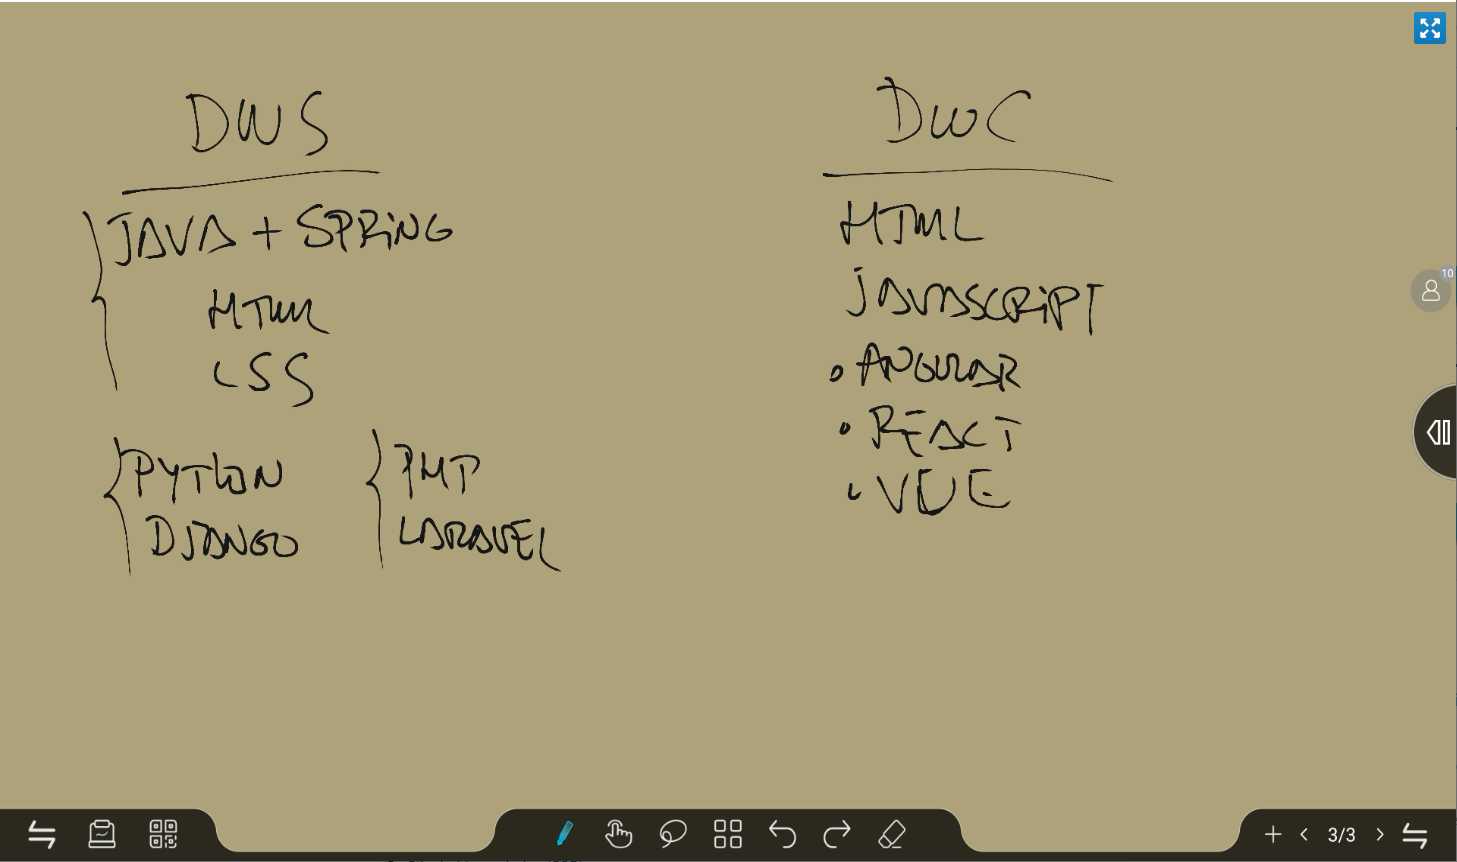 DWS
JAVA + SPRiNG
HTML
CSS
PYTHON
DJANGO
PHP
LARAVEL
DWC
HTML
JAVASCRiPT
• ANGULAR
• REACT
• VUE
10
3/3